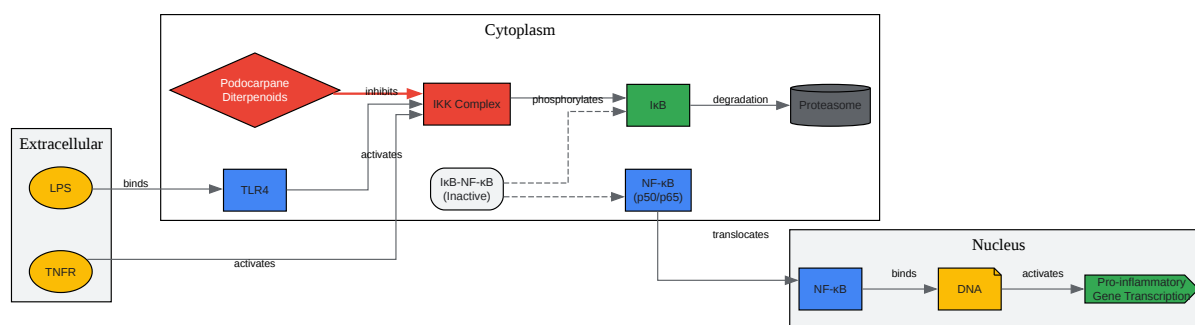 Cytoplasm
Podocarpane
Diterpenoids
inhibits
IKK Complex
phosphorylates
IκB
degradation
Proteasome
Extracellular
LPS
binds
TLR4
activates
IκB-NF-κB
(Inactive)
NF-κB
(p50/p65)
TNFR
activates
translocates
Nucleus
NF-κB
binds
DNA
activates
Pro-inflammatory
Gene Transcription